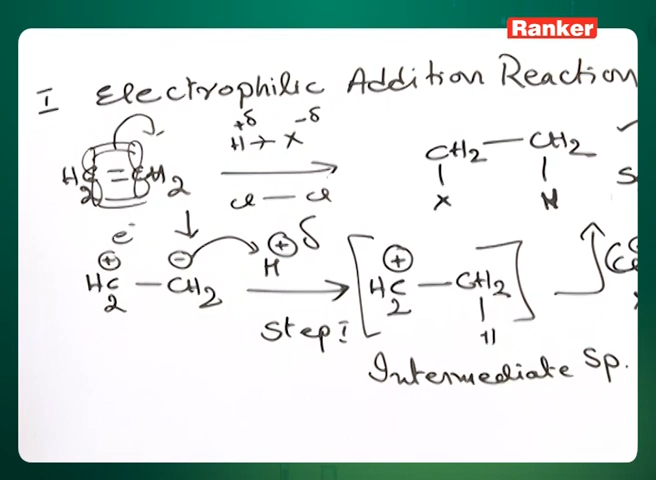 Ranker
I Electrophilic Addition Reaction
+δ -δ
H → X
H2C = CH2 CH2 — CH2
Cl — Cl X H
e-
⊕ ⊖ ⊕ δ ⊕
H2C — CH2 H H2C — CH2
Step I H
Intermediate Sp.